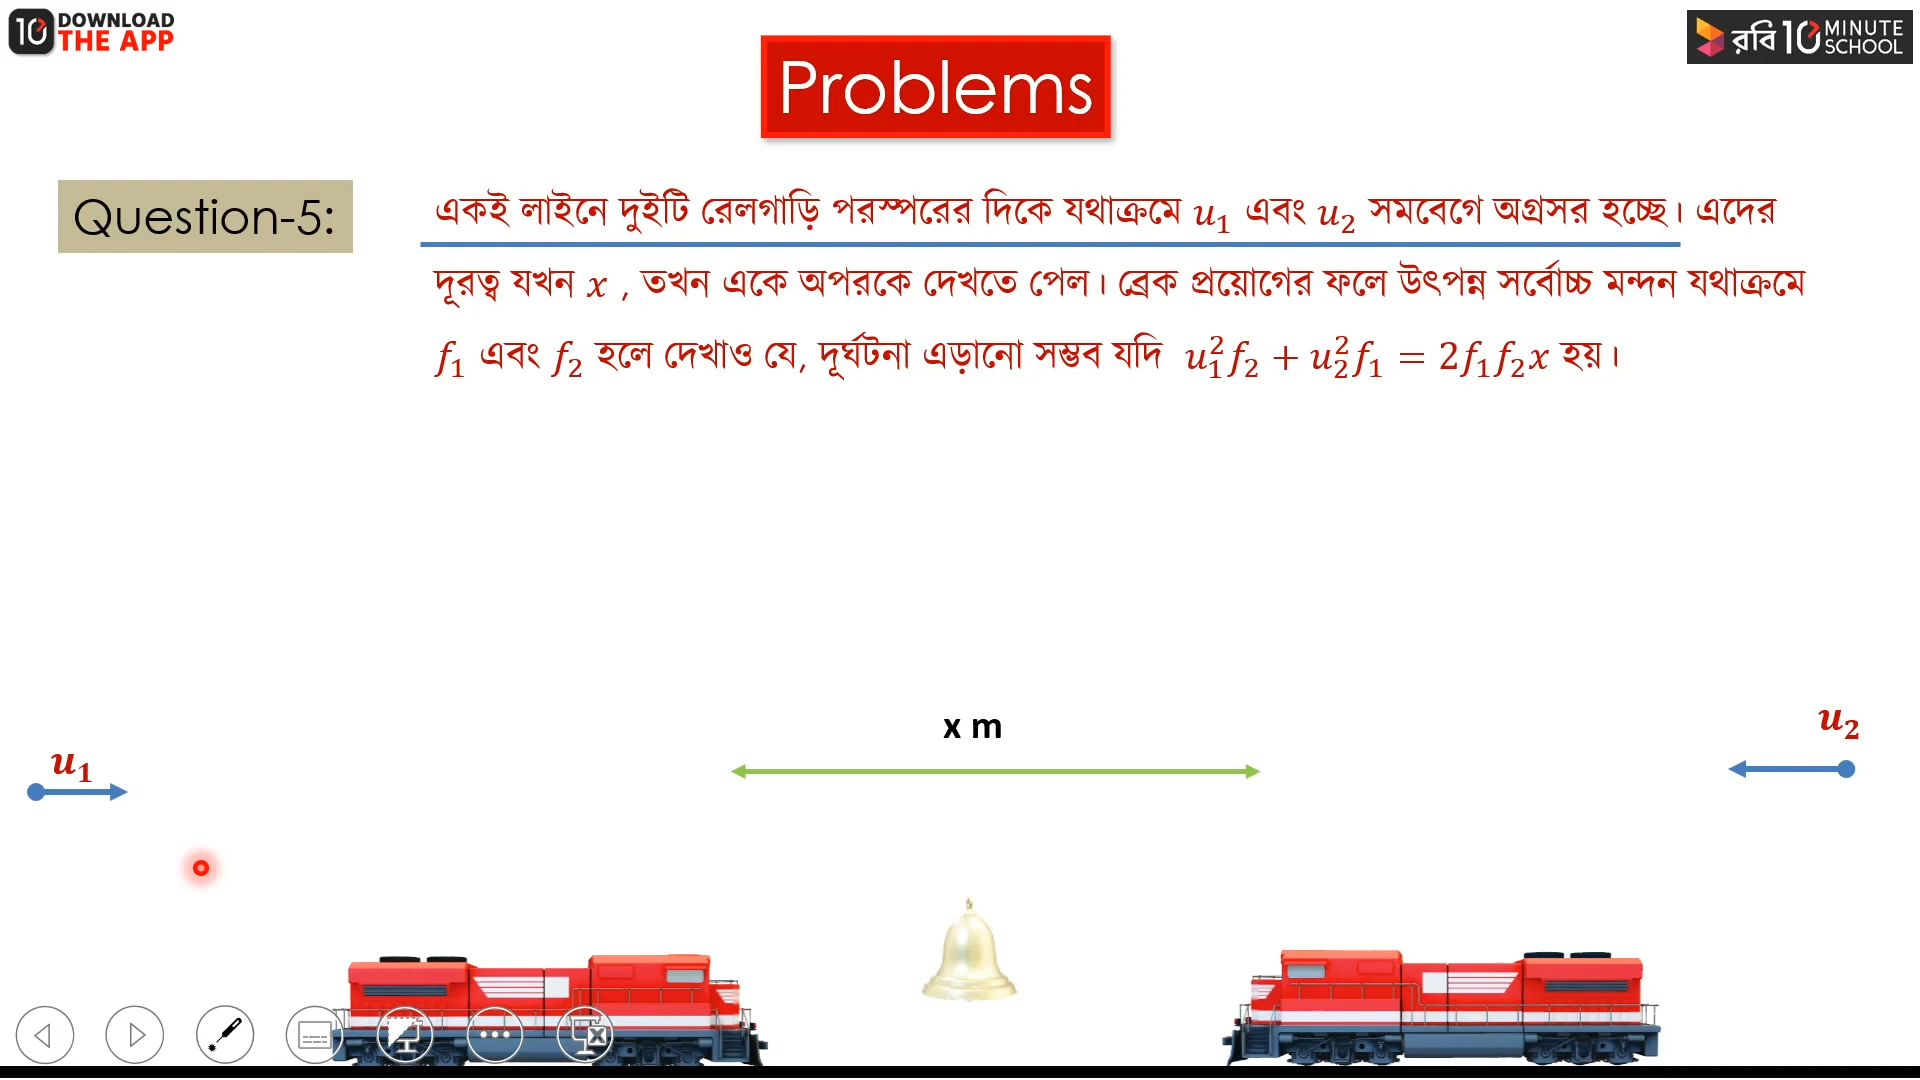 10 DOWNLOAD THE APP
রবি 10 MINUTE SCHOOL
Problems
Question-5:
একই লাইনে দুইটি রেলগাড়ি পরস্পরের দিকে যথাক্রমে u₁ এবং u₂ সমবেগে অগ্রসর হচ্ছে। এদের
দূরত্ব যখন x , তখন একে অপরকে দেখতে পেল। ব্রেক প্রয়োগের ফলে উৎপন্ন সর্বোচ্চ মন্দন যথাক্রমে
f₁ এবং f₂ হলে দেখাও যে, দূর্ঘটনা এড়ানো সম্ভব যদি u₁²f₂ + u₂²f₁ = 2f₁f₂x হয়।
x m
u₂
u₁